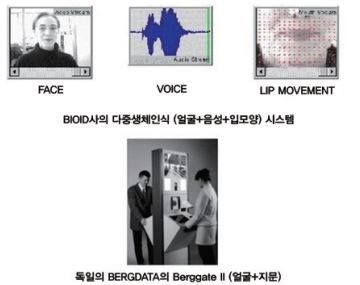 FACE
VOICE
LIP MOVEMENT
Audio Stream
BIOID사의 다중생체인식 (얼굴+음성+입모양) 시스템
독일의 BERGDATA의 Berggate II (얼굴+지문)